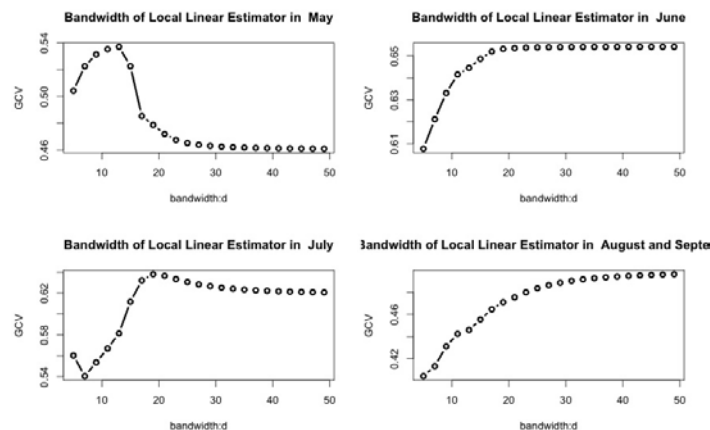 Bandwidth of Local Linear Estimator in May
GCV
0.54
0.50
0.46
10 20 30 40 50
bandwidth:d
Bandwidth of Local Linear Estimator in June
GCV
0.65
0.63
0.61
10 20 30 40 50
bandwidth:d
Bandwidth of Local Linear Estimator in July
GCV
0.62
0.58
0.54
10 20 30 40 50
bandwidth:d
Bandwidth of Local Linear Estimator in August and Septe
GCV
0.46
0.42
10 20 30 40 50
bandwidth:d